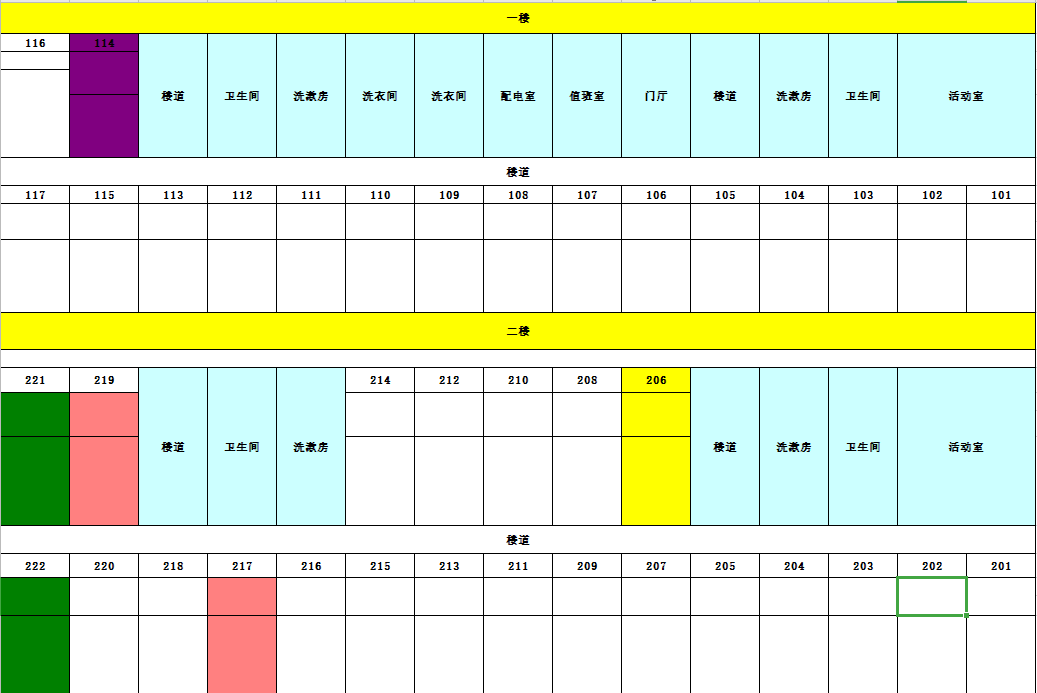 一楼
116 114
楼道 卫生间 洗漱房 洗衣间 洗衣间 配电室 值班室 门厅 楼道 洗漱房 卫生间 活动室
楼道
117 115 113 112 111 110 109 108 107 106 105 104 103 102 101
二楼
221 219 214 212 210 208 206
楼道 卫生间 洗漱房 楼道 洗漱房 卫生间 活动室
楼道
222 220 218 217 216 215 213 211 209 207 205 204 203 202 201